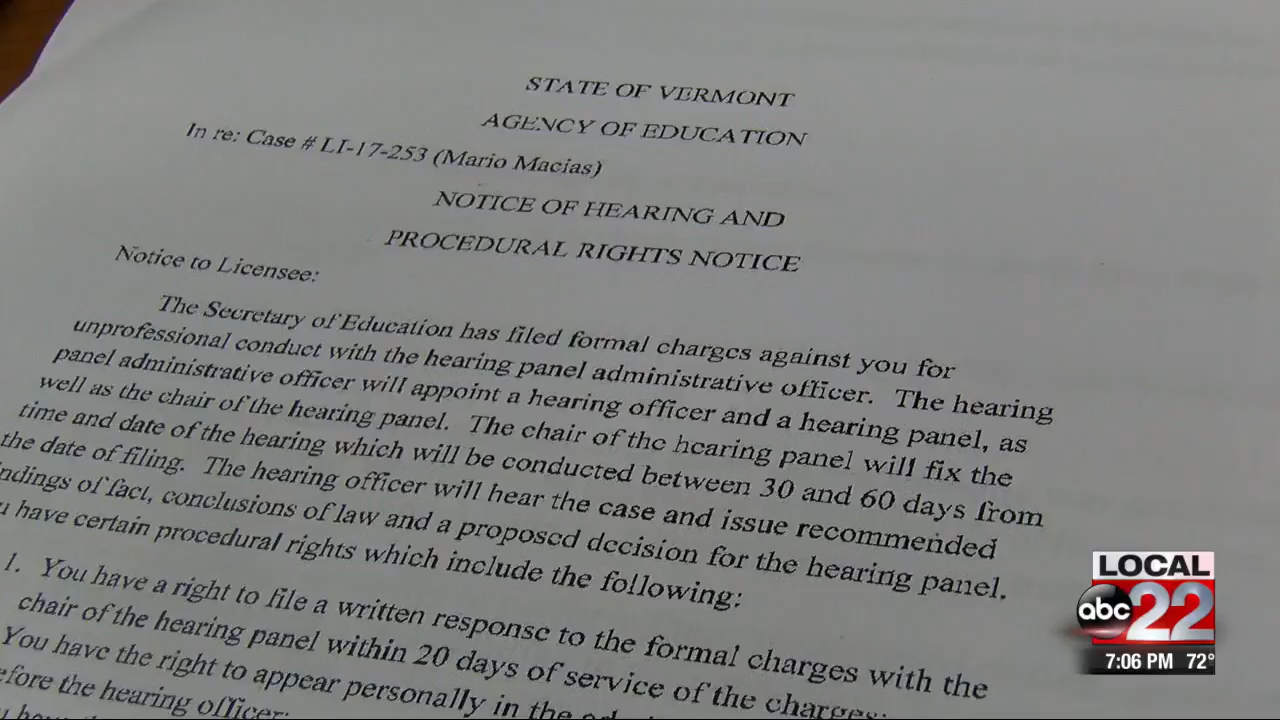 STATE OF VERMONT
AGENCY OF EDUCATION
In re: Case # LI-17-253 (Mario Macias)
NOTICE OF HEARING AND
PROCEDURAL RIGHTS NOTICE
Notice to Licensee:
The Secretary of Education has filed formal charges against you for
unprofessional conduct with the hearing panel administrative officer. The hearing
panel administrative officer will appoint a hearing officer and a hearing panel, as
well as the chair of the hearing panel. The chair of the hearing panel will fix the
time and date of the hearing which will be conducted between 30 and 60 days from
the date of filing. The hearing officer will hear the case and issue recommended
ndings of fact, conclusions of law and a proposed decision for the hearing panel.
u have certain procedural rights which include the following:
1. You have a right to file a written response to the formal charges with the
chair of the hearing panel within 20 days of service of the charges;
You have the right to appear personally in the
efore the hearing officer;
LOCAL
abc 22
7:06 PM 72°